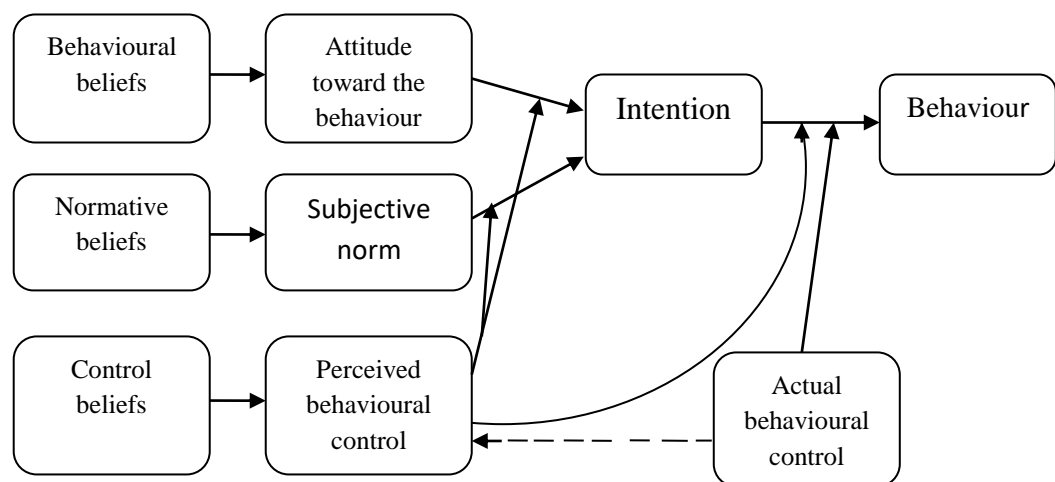 Behavioural
beliefs
Attitude
toward the
behaviour
Intention
Behaviour
Normative
beliefs
Subjective
norm
Control
beliefs
Perceived
behavioural
control
Actual
behavioural
control